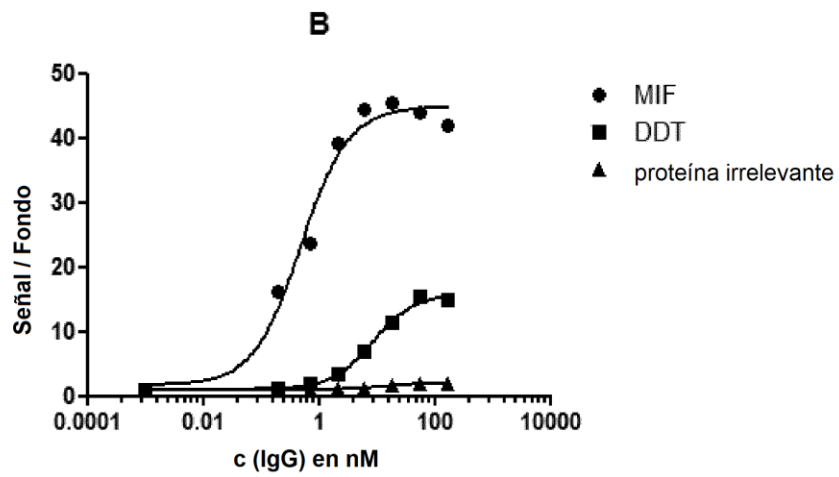 B
50
40
30
20
10
0
Señal / Fondo
0.0001
0.01
1
100
10000
c (IgG) en nM
MIF
DDT
proteína irrelevante